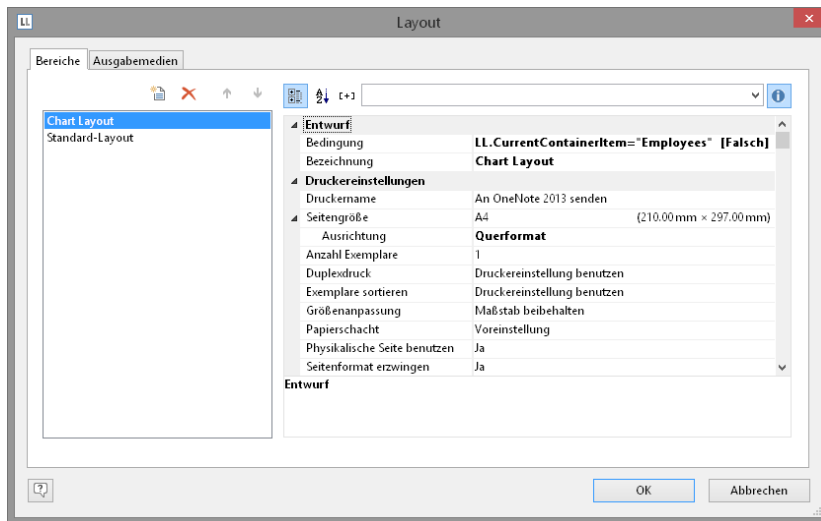 LL Layout
Bereiche Ausgabemedien
Chart Layout
Standard-Layout
Entwurf
Bedingung LL.CurrentContainerItem="Employees" [Falsch]
Bezeichnung Chart Layout
Druckereinstellungen
Druckername An OneNote 2013 senden
Seitengröße A4 (210.00 mm × 297.00 mm)
Ausrichtung Querformat
Anzahl Exemplare 1
Duplexdruck Druckereinstellung benutzen
Exemplare sortieren Druckereinstellung benutzen
Größenanpassung Maßstab beibehalten
Papierschacht Voreinstellung
Physikalische Seite benutzen Ja
Seitenformat erzwingen Ja
Entwurf
OK Abbrechen